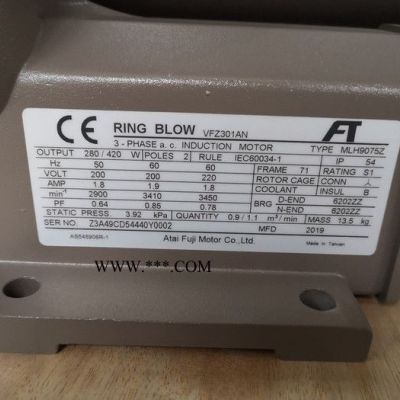 CE RING BLOW VFZ301AN AFT
3 - PHASE a. c. INDUCTION MOTOR TYPE MLH9075Z
OUTPUT 280 / 420 W POLES 2 RULE IEC60034-1 IP 54
Hz 50 60 60 FRAME 71 RATING S1
VOLT 200 200 220 ROTOR CAGE CONN 人
AMP 1.8 1.9 1.8 COOLANT INSUL B
min⁻¹ 2900 3410 3450 BRG D-END 6202ZZ
PF 0.64 0.85 0.78 N-END 6202ZZ
STATIC PRESS 3.92 kPa QUANTITY 0.9 / 1.1 m³/min MASS 13.5 kg
SER NO. Z3A49CD54440Y0002 MFD 2019
AS548906R-1 Atai Fuji Motor Co., Ltd. Made in Taiwan
WWW.***.COM